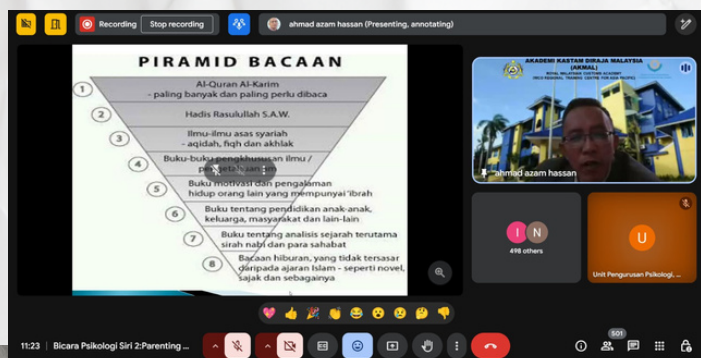 Recording
Stop recording
ahmad azam hassan (Presenting, annotating)
PIRAMID BACAAN
1
Al-Quran Al-Karim
- paling banyak dan paling perlu dibaca
2
Hadis Rasulullah S.A.W.
3
Ilmu-ilmu asas syariah
- aqidah, fiqh dan akhlak
4
Buku-buku pengkhususan ilmu /
5
Buku motivasi dan pengalaman
hidup orang lain yang mempunyai 'ibrah
6
Buku tentang pendidikan anak-anak,
keluarga, masyarakat dan lain-lain
7
Buku tentang analisis sejarah terutama
sirah nabi dan para sahabat
8
Bacaan hiburan, yang tidak tersasar
daripada ajaran Islam - seperti novel,
sajak dan sebagainya
AKADEMI KASTAM DIRAJA MALAYSIA
(AKMAL)
ROYAL MALAYSIAN CUSTOMS ACADEMY
ahmad azam hassan
I N
498 others
U
Unit Pengurusan Psikologi, ...
11:23 | Bicara Psikologi Siri 2:Parenting ...
501